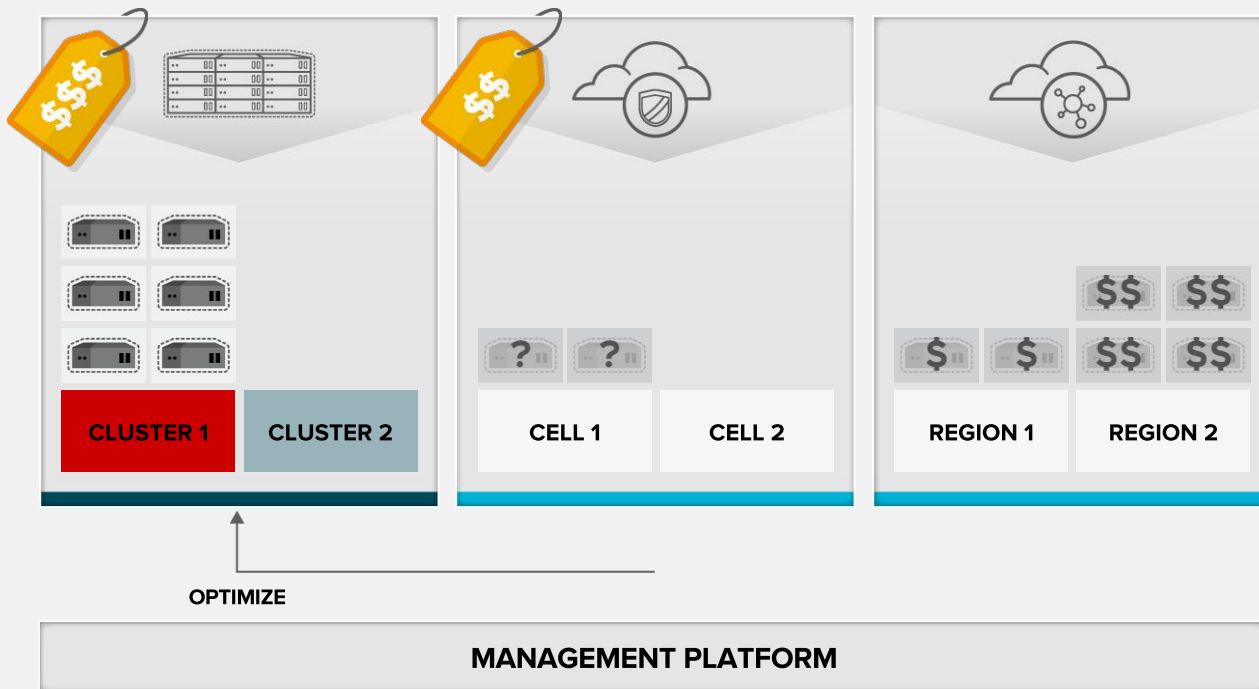 $$$
$$
$$ $$
? ? $ $ $$ $$
CLUSTER 1 CLUSTER 2 CELL 1 CELL 2 REGION 1 REGION 2
OPTIMIZE
MANAGEMENT PLATFORM